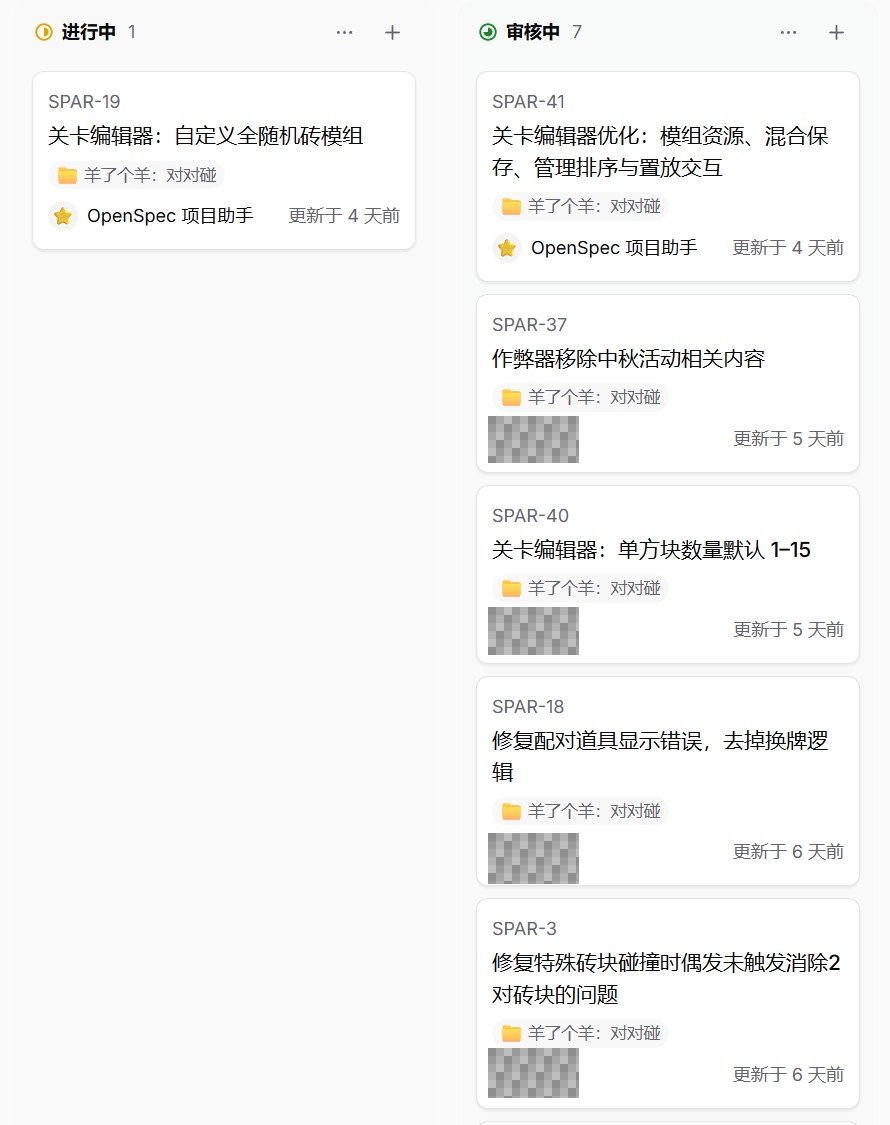 进行中 1
SPAR-19
关卡编辑器：自定义全随机砖模组
羊了个羊：对对碰
OpenSpec 项目助手 更新于 4 天前
审核中 7
SPAR-41
关卡编辑器优化：模组资源、混合保
存、管理排序与置放交互
羊了个羊：对对碰
OpenSpec 项目助手 更新于 4 天前
SPAR-37
作弊器移除中秋活动相关内容
羊了个羊：对对碰
更新于 5 天前
SPAR-40
关卡编辑器：单方块数量默认 1–15
羊了个羊：对对碰
更新于 5 天前
SPAR-18
修复配对道具显示错误，去掉换牌逻
辑
羊了个羊：对对碰
更新于 6 天前
SPAR-3
修复特殊砖块碰撞时偶发未触发消除2
对砖块的问题
羊了个羊：对对碰
更新于 6 天前